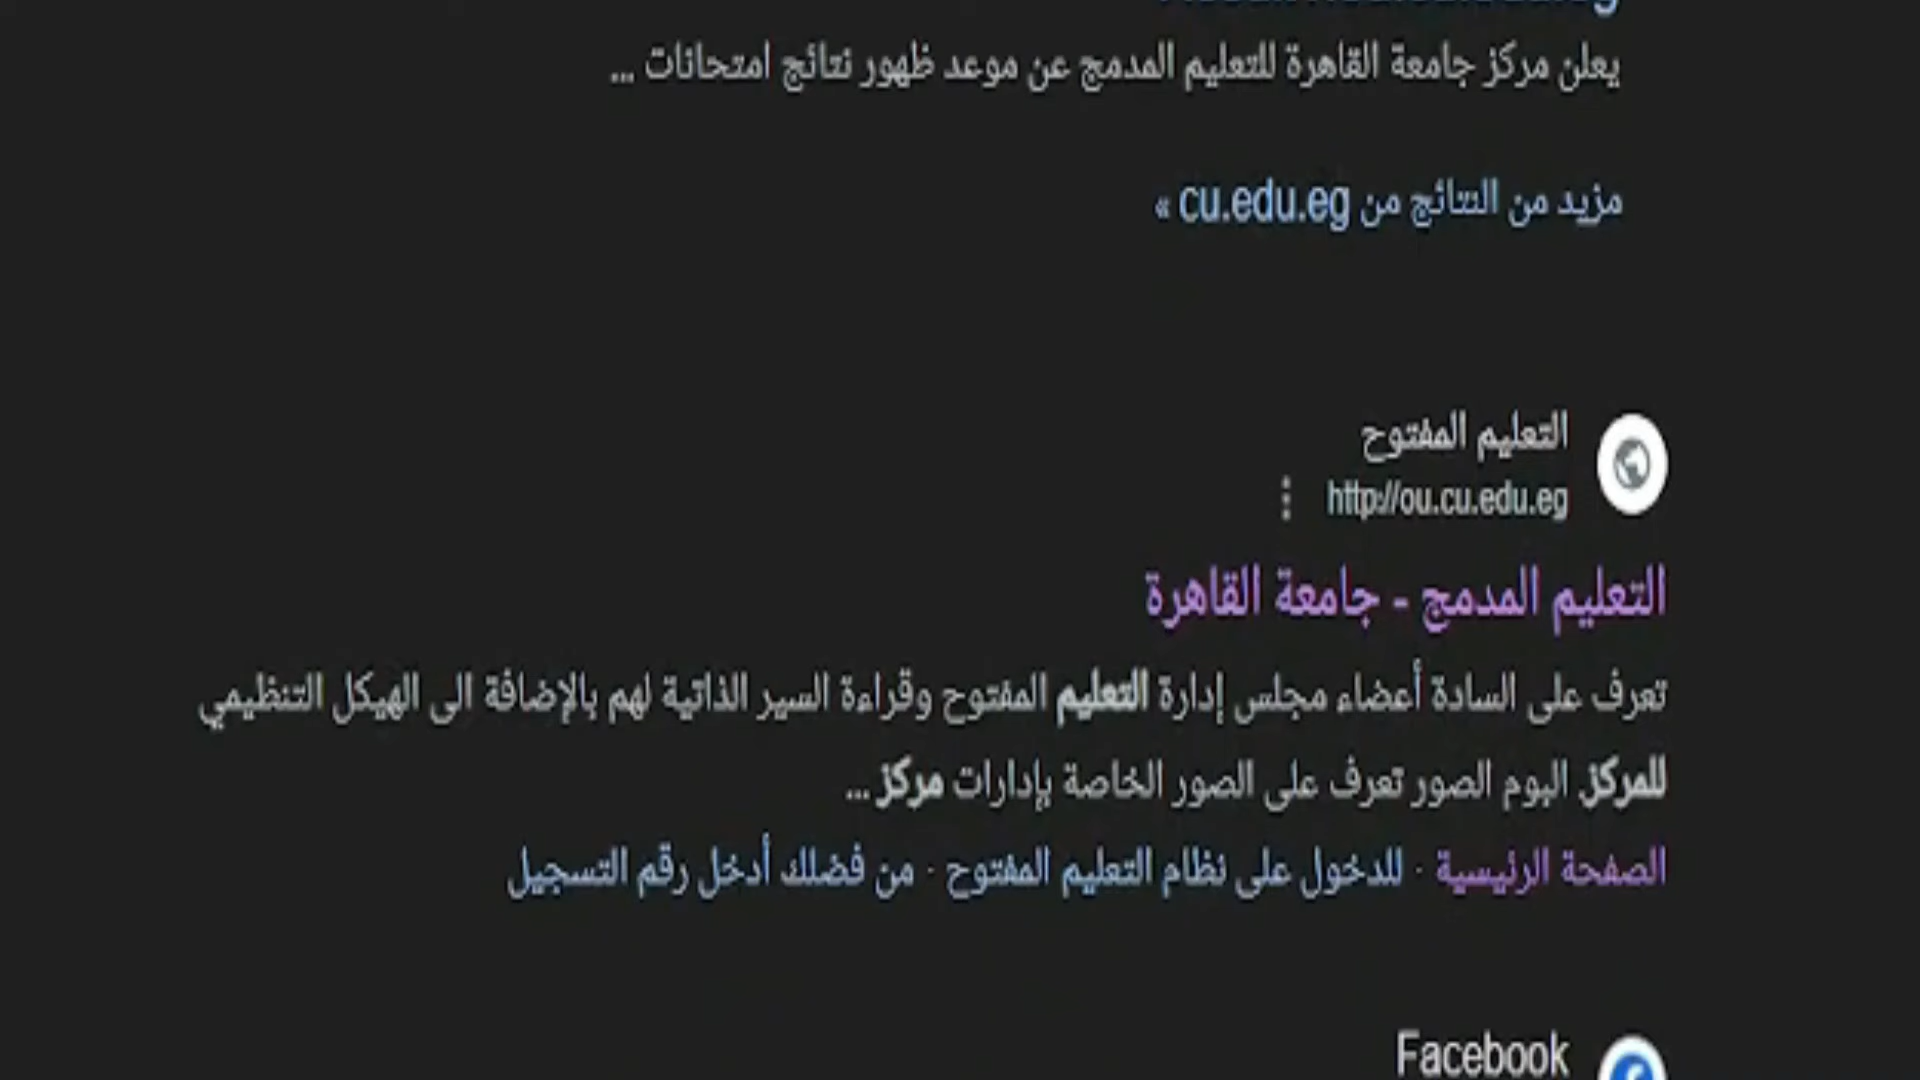 يعلن مركز جامعة القاهرة للتعليم المدمج عن موعد ظهور نتائج امتحانات ...
مزيد من النتائج من cu.edu.eg »
التعليم المفتوح
http://ou.cu.edu.eg
التعليم المدمج - جامعة القاهرة
تعرف على السادة أعضاء مجلس إدارة التعليم المفتوح وقراءة السير الذاتية لهم بالإضافة الى الهيكل التنظيمي
للمركز. البوم الصور تعرف على الصور الخاصة بإدارات مركز ...
الصفحة الرئيسية · للدخول على نظام التعليم المفتوح · من فضلك أدخل رقم التسجيل
Facebook